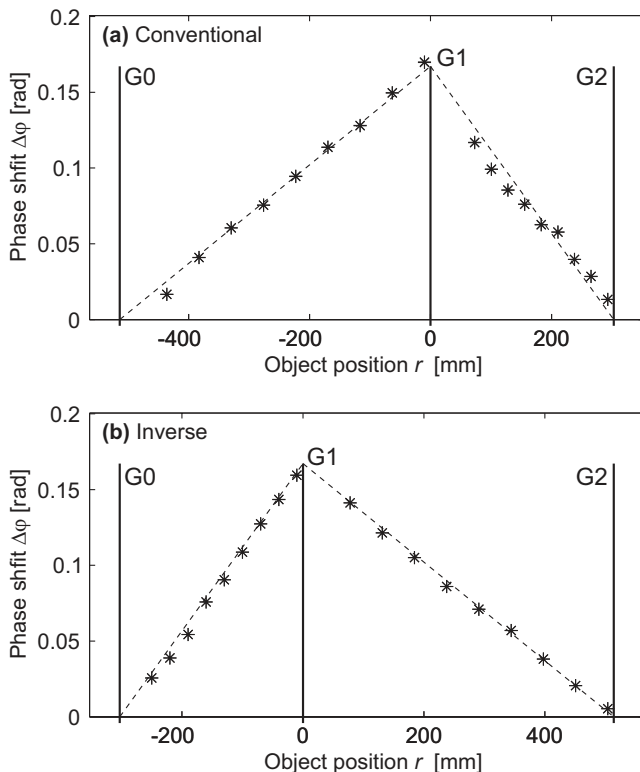 (a) Conventional
G0
G1
G2
0.2
0.15
0.1
0.05
0
Phase shfit Δφ [rad]
-400
-200
0
200
Object position r [mm]
(b) Inverse
G0
G1
G2
0.2
0.15
0.1
0.05
0
Phase shfit Δφ [rad]
-200
0
200
400
Object position r [mm]